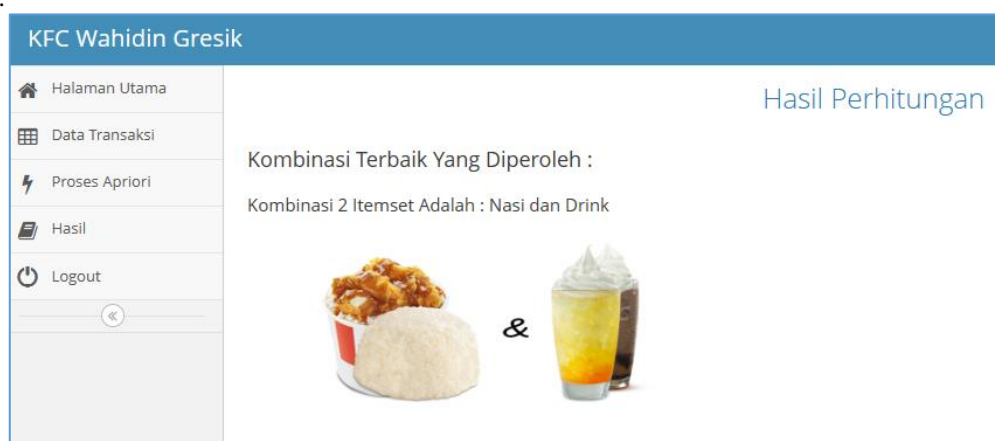 .
KFC Wahidin Gresik
Halaman Utama
Data Transaksi
Proses Apriori
Hasil
Logout
Hasil Perhitungan
Kombinasi Terbaik Yang Diperoleh :
Kombinasi 2 Itemset Adalah : Nasi dan Drink
&